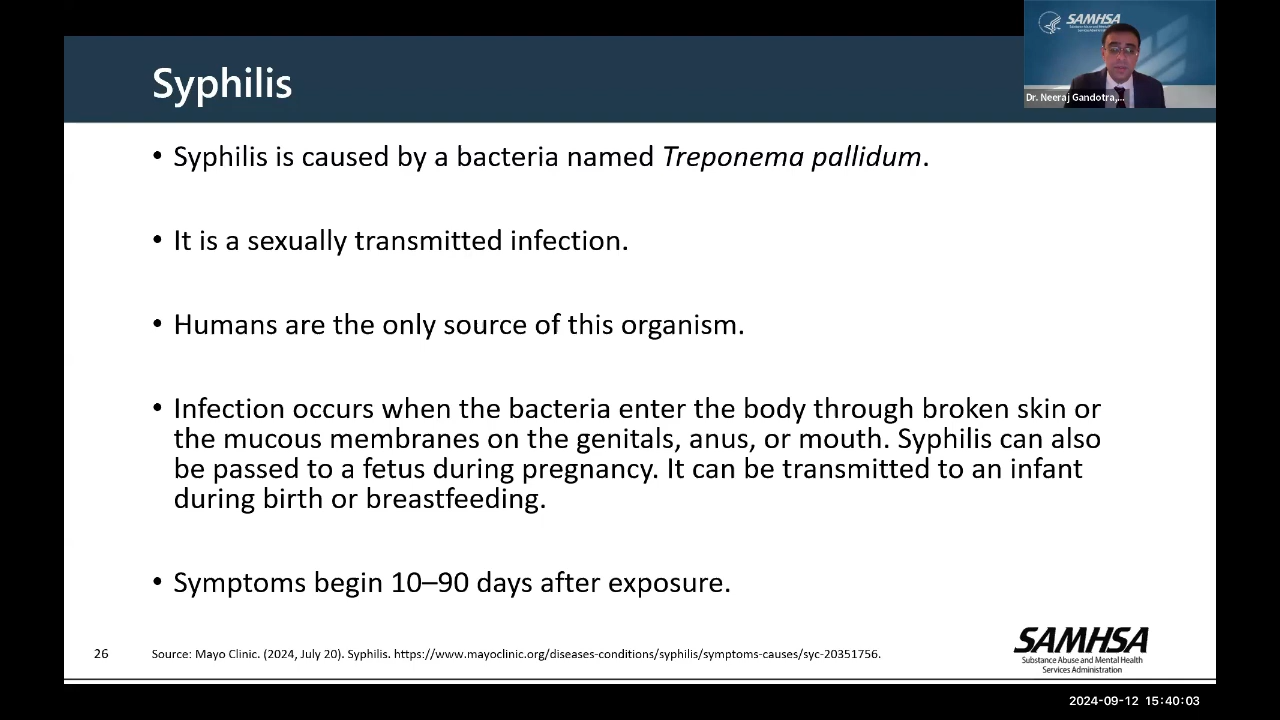 SAMHSA
Dr. Neeraj Gandotra,...
Syphilis
• Syphilis is caused by a bacteria named Treponema pallidum.
• It is a sexually transmitted infection.
• Humans are the only source of this organism.
• Infection occurs when the bacteria enter the body through broken skin or
the mucous membranes on the genitals, anus, or mouth. Syphilis can also
be passed to a fetus during pregnancy. It can be transmitted to an infant
during birth or breastfeeding.
• Symptoms begin 10–90 days after exposure.
26
Source: Mayo Clinic. (2024, July 20). Syphilis. https://www.mayoclinic.org/diseases-conditions/syphilis/symptoms-causes/syc-20351756.
SAMHSA
Substance Abuse and Mental Health
Services Administration
2024-09-12 15:40:03